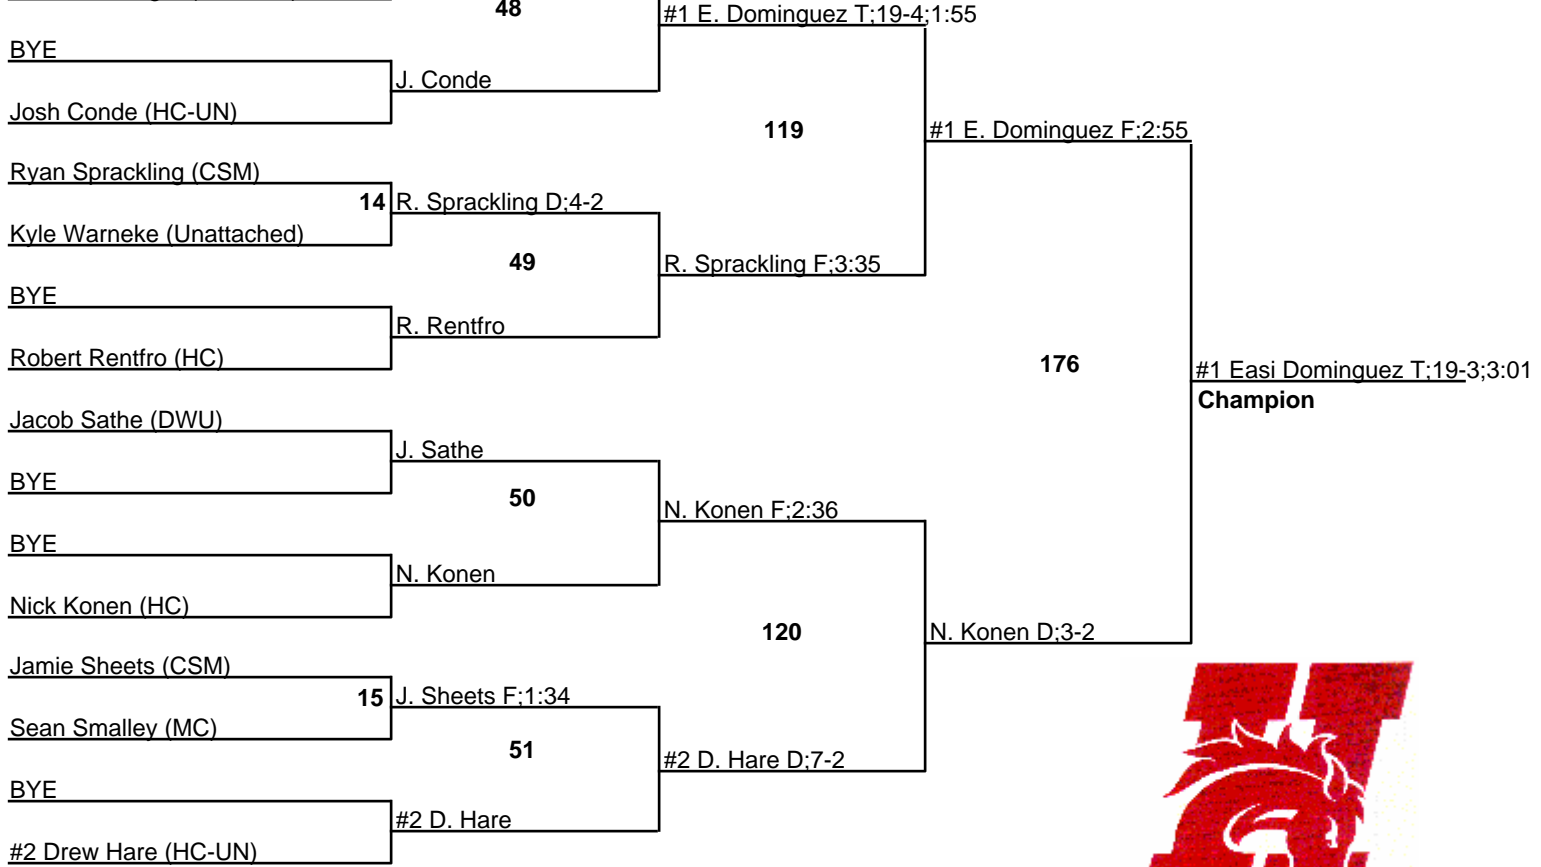 48
#1 E. Dominguez T;19-4;1:55
BYE
J. Conde
Josh Conde (HC-UN)
119
#1 E. Dominguez F;2:55
Ryan Sprackling (CSM)
14
R. Sprackling D;4-2
Kyle Warneke (Unattached)
49
R. Sprackling F;3:35
BYE
R. Rentfro
Robert Rentfro (HC)
176
#1 Easi Dominguez T;19-3;3:01
Champion
Jacob Sathe (DWU)
J. Sathe
BYE
50
N. Konen F;2:36
BYE
N. Konen
Nick Konen (HC)
120
N. Konen D;3-2
Jamie Sheets (CSM)
15
J. Sheets F;1:34
Sean Smalley (MC)
51
#2 D. Hare D;7-2
BYE
#2 D. Hare
#2 Drew Hare (HC-UN)